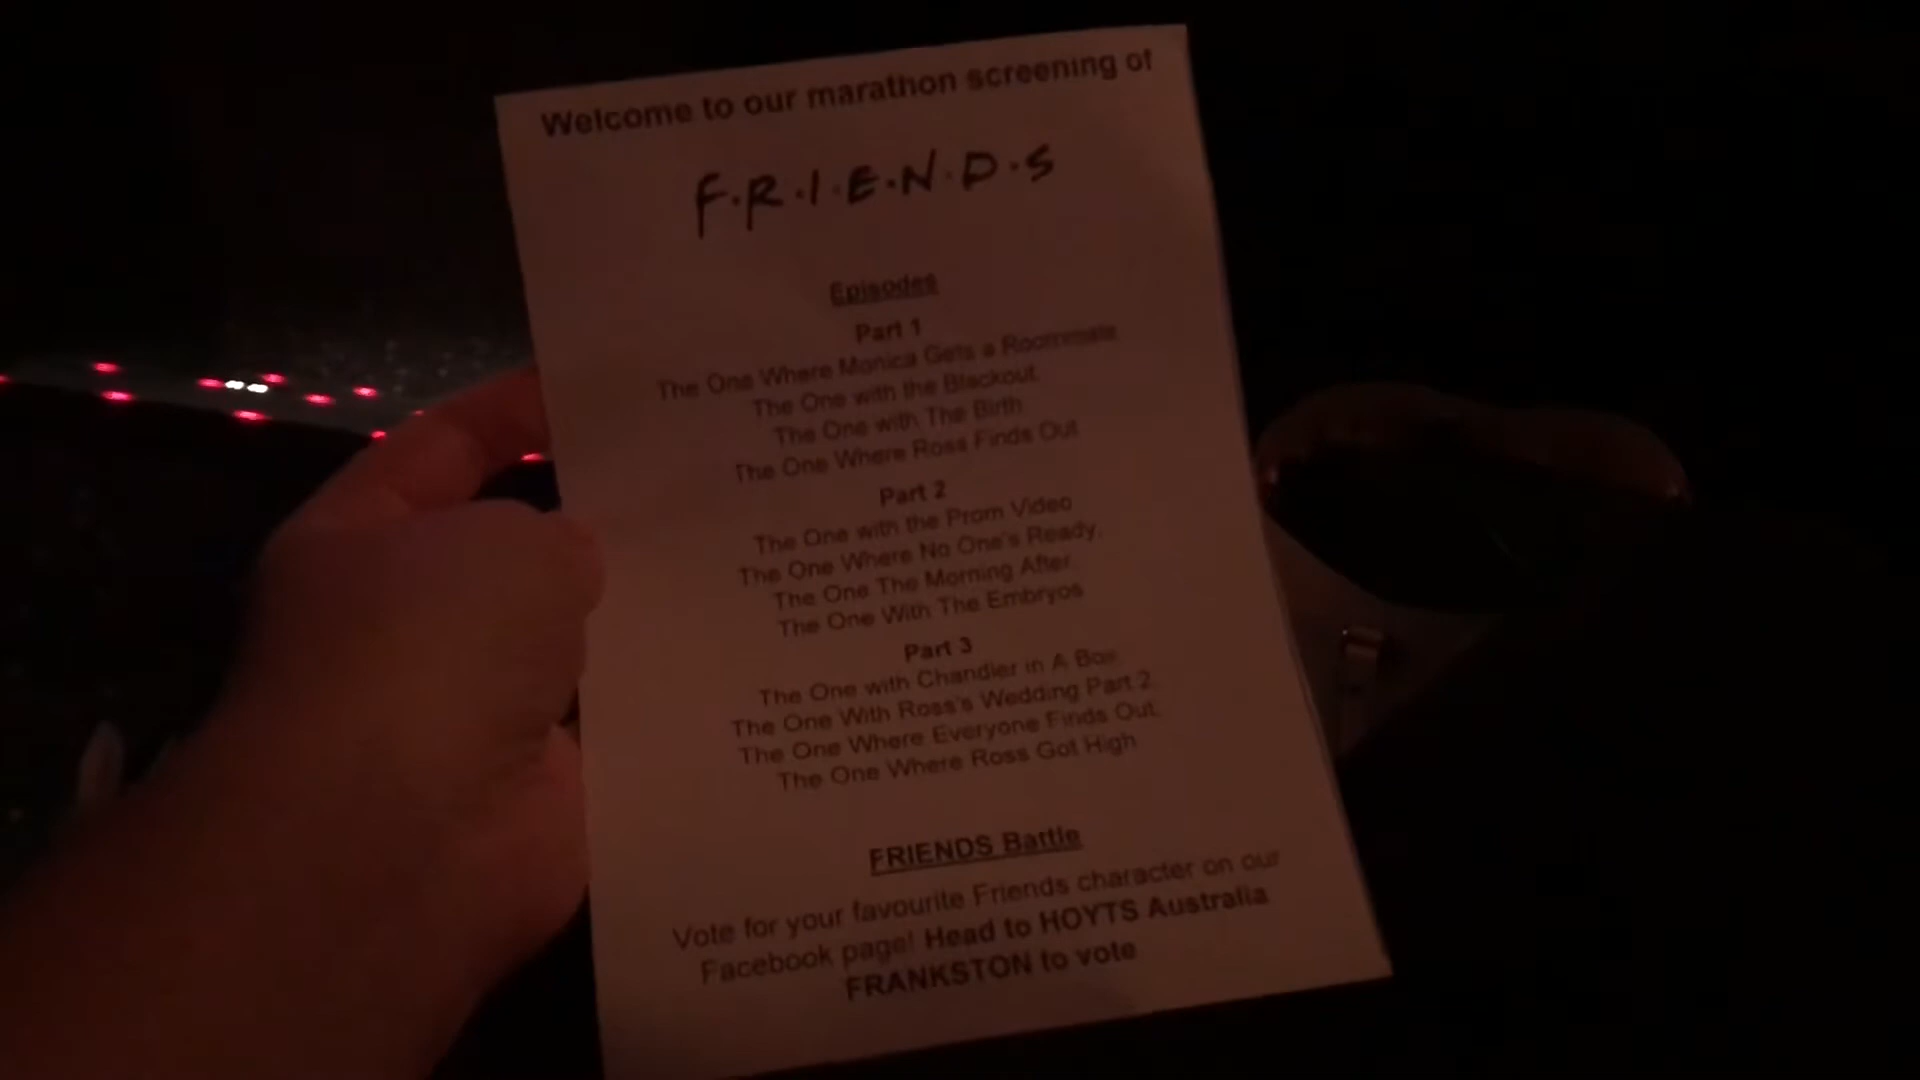 Welcome to our marathon screening of
F·R·I·E·N·D·S
Episodes
Part 1
The One Where Monica Gets a Roommate
The One with the Blackout
The One with The Birth
The One Where Ross Finds Out
Part 2
The One with the Prom Video
The One Where No One's Ready,
The One The Morning After
The One With The Embryos
Part 3
The One with Chandler in A Box
The One With Ross's Wedding Part 2
The One Where Everyone Finds Out,
The One Where Ross Got High
FRIENDS Battle
Vote for your favourite Friends character on our
Facebook page! Head to HOYTS Australia
FRANKSTON to vote